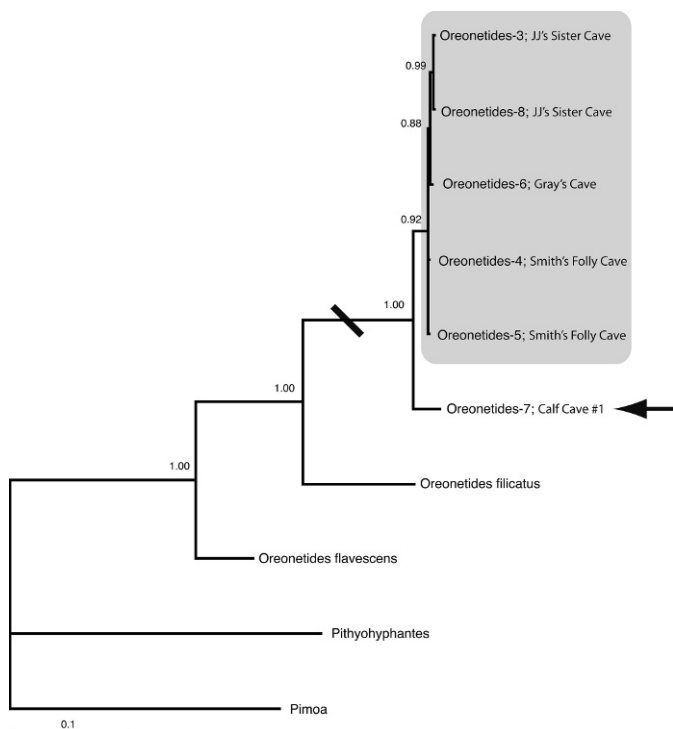 Oreonetides-3; JJ's Sister Cave
0.99
Oreonetides-8; JJ's Sister Cave
0.88
Oreonetides-6; Gray's Cave
0.92
Oreonetides-4; Smith's Folly Cave
1.00
Oreonetides-5; Smith's Folly Cave
1.00
Oreonetides-7; Calf Cave #1
1.00
Oreonetides filicatus
Oreonetides flavescens
Pithyohyphantes
Pimoa
0.1